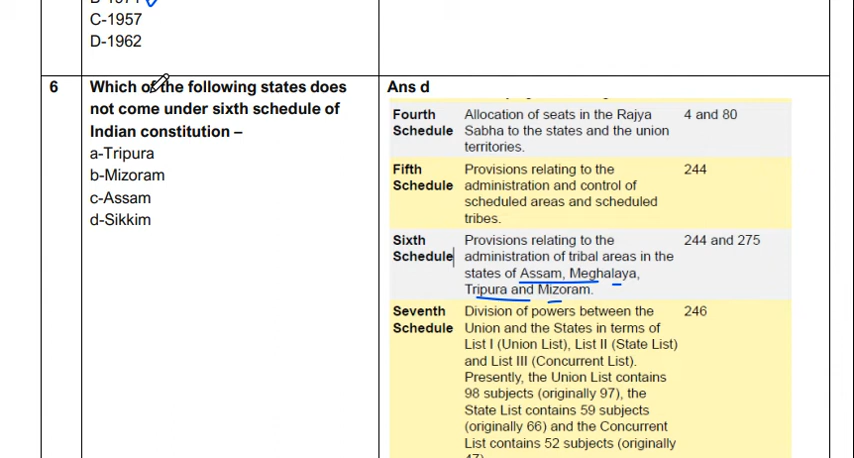 C-1957
D-1962
6
Which of the following states does
not come under sixth schedule of
Indian constitution –
a-Tripura
b-Mizoram
c-Assam
d-Sikkim
Ans d
Fourth Schedule
Allocation of seats in the Rajya
Sabha to the states and the union
territories.
4 and 80
Fifth
Schedule
Provisions relating to the
administration and control of
scheduled areas and scheduled
tribes.
244
Sixth
Schedule
Provisions relating to the
administration of tribal areas in the
states of Assam, Meghalaya,
Tripura and Mizoram.
244 and 275
Seventh
Schedule
Division of powers between the
Union and the States in terms of
List I (Union List), List II (State List)
and List III (Concurrent List).
Presently, the Union List contains
98 subjects (originally 97), the
State List contains 59 subjects
(originally 66) and the Concurrent
List contains 52 subjects (originally
246